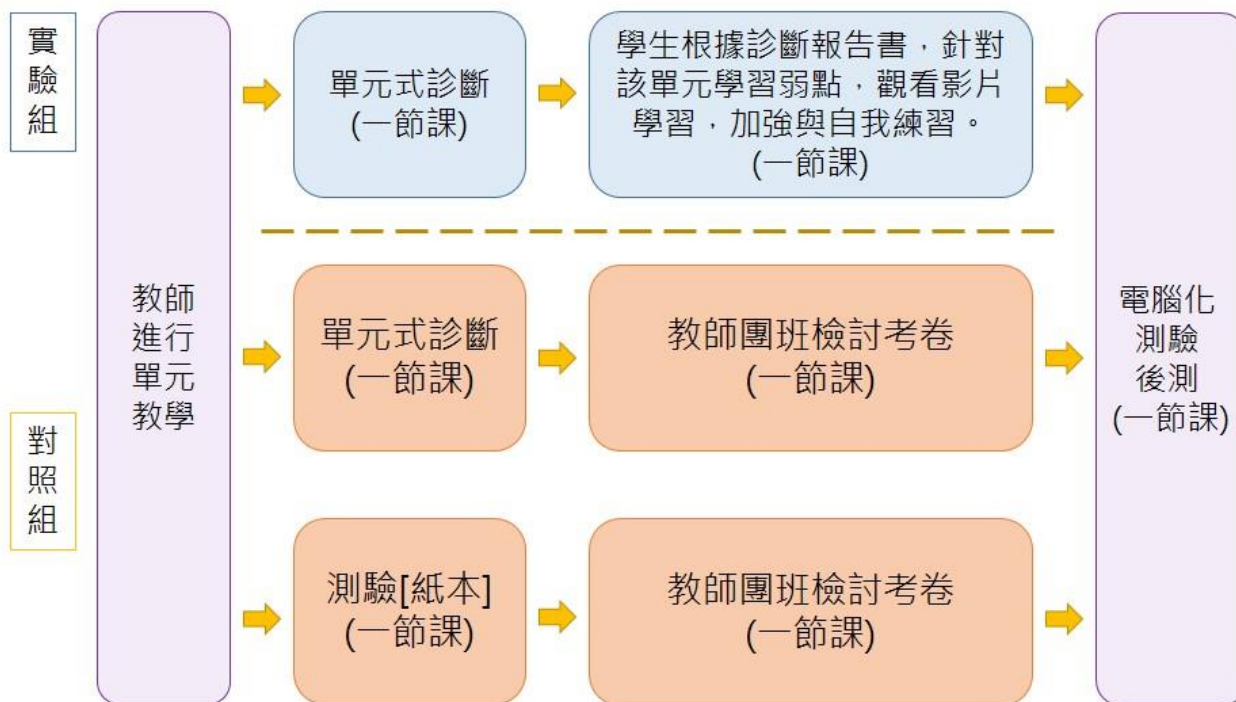 實
驗
組
教師
進行
單元
教學
單元式診斷
(一節課)
學生根據診斷報告書，針對
該單元學習弱點，觀看影片
學習，加強與自我練習。
(一節課)
對
照
組
單元式診斷
(一節課)
教師團班檢討考卷
(一節課)
測驗[紙本]
(一節課)
教師團班檢討考卷
(一節課)
電腦化
測驗
後測
(一節課)